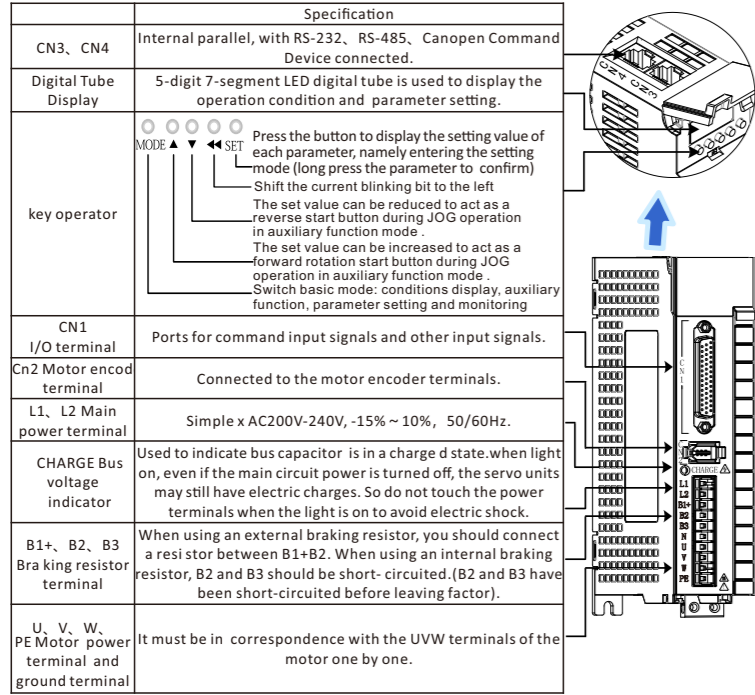 Specification
CN3、CN4
Internal parallel, with RS-232、RS-485、Canopen Command
Device connected.
Digital Tube
Display
5-digit 7-segment LED digital tube is used to display the
operation condition and parameter setting.
key operator
MODE ▲ ▼ ◀◀ SET
Press the button to display the setting value of
each parameter, namely entering the setting
mode (long press the parameter to confirm)
Shift the current blinking bit to the left
The set value can be reduced to act as a
reverse start button during JOG operation
in auxiliary function mode .
The set value can be increased to act as a
forward rotation start button during JOG
operation in auxiliary function mode .
Switch basic mode: conditions display, auxiliary
function, parameter setting and monitoring
CN1
I/O terminal
Ports for command input signals and other input signals.
Cn2 Motor encod
terminal
Connected to the motor encoder terminals.
L1、L2 Main
power terminal
Simple x AC200V-240V, -15% ~ 10%, 50/60Hz.
CHARGE Bus
voltage
indicator
Used to indicate bus capacitor is in a charge d state.when light
on, even if the main circuit power is turned off, the servo units
may still have electric charges. So do not touch the power
terminals when the light is on to avoid electric shock.
B1+、B2、B3
Bra king resistor
terminal
When using an external braking resistor, you should connect
a resi stor between B1+B2. When using an internal braking
resistor, B2 and B3 should be short- circuited.(B2 and B3 have
been short-circuited before leaving factor).
U、V、W、
PE Motor power
terminal and
ground terminal
It must be in correspondence with the UVW terminals of the
motor one by one.
CN4 CN3
CN1
CHARGE
L1
L2
B1+
B2
B3
N
U
V
W
PE